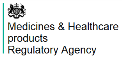 Medicines & Healthcare
products
Regulatory Agency